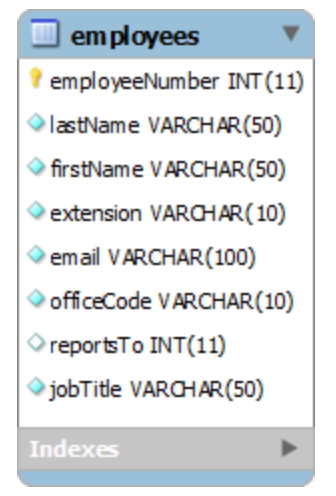 employees
employeeNumber INT(11)
lastName VARCHAR(50)
firstName VARCHAR(50)
extension VARCHAR(10)
email VARCHAR(100)
officeCode VARCHAR(10)
reportsTo INT(11)
jobTitle VARCHAR(50)
Indexes